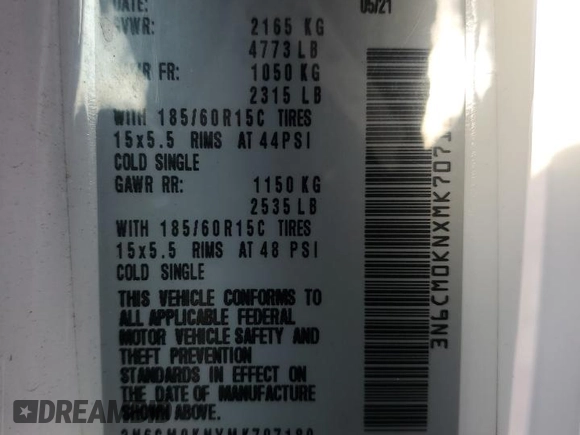 DATE: 05/21
GVWR: 2165 KG
4773 LB
GAWR FR: 1050 KG
2315 LB
WITH 185/60R15C TIRES
15x5.5 RIMS AT 44PSI
COLD SINGLE
GAWR RR: 1150 KG
2535 LB
WITH 185/60R15C TIRES
15x5.5 RIMS AT 48 PSI
COLD SINGLE
THIS VEHICLE CONFORMS TO
ALL APPLICABLE FEDERAL
MOTOR VEHICLE SAFETY AND
THEFT PREVENTION
STANDARDS IN EFFECT ON
THE DATE OF MANUFACTURE
SHOWN ABOVE
3N6CM0KNXMK707180
3N6CM0KNXMK7071
DREAM